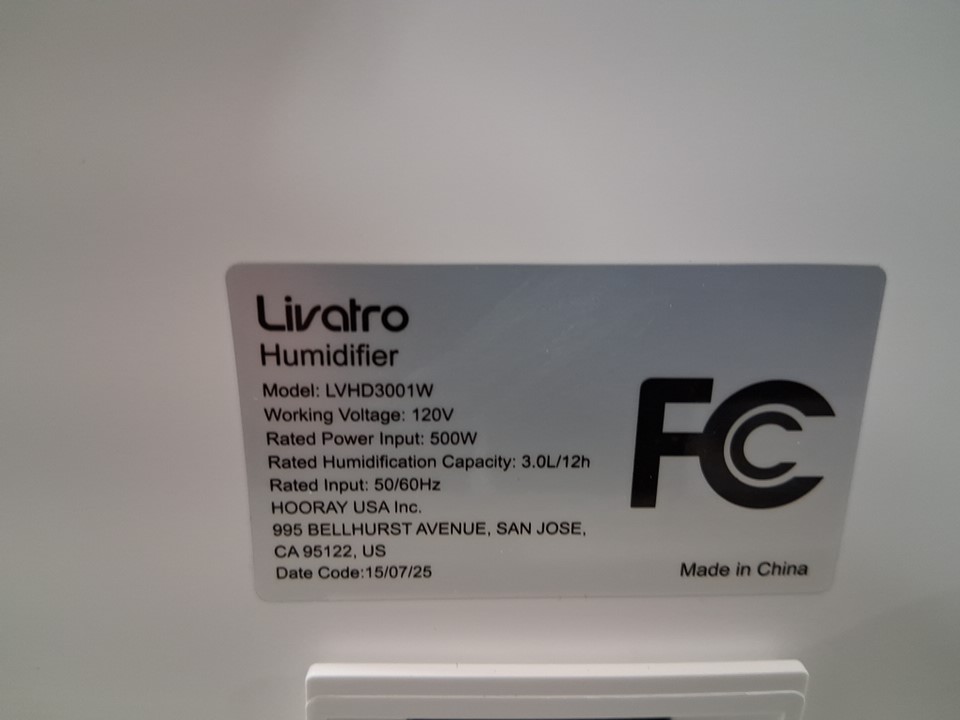 Livatro
Humidifier
Model: LVHD3001W
Working Voltage: 120V
Rated Power Input: 500W
Rated Humidification Capacity: 3.0L/12h
Rated Input: 50/60Hz
HOORAY USA Inc.
995 BELLHURST AVENUE, SAN JOSE,
CA 95122, US
Date Code:15/07/25
FC
Made in China